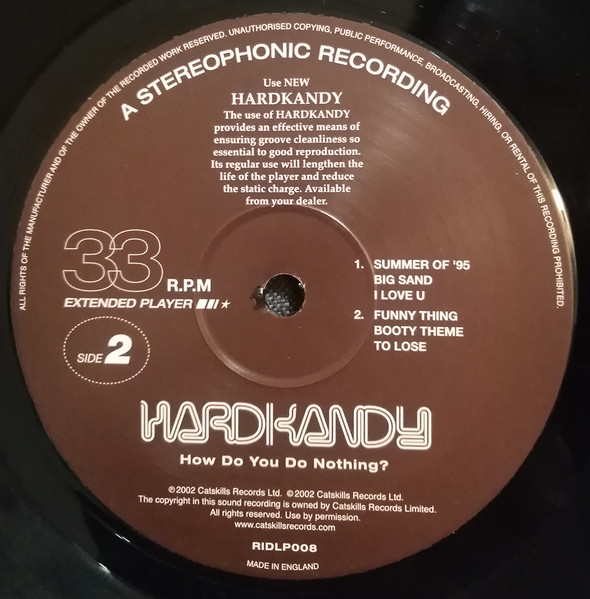 ALL RIGHTS OF THE MANUFACTURER AND OF THE OWNER OF THE RECORDED WORK RESERVED. UNAUTHORISED COPYING, PUBLIC PERFORMANCE, BROADCASTING, HIRING, OR RENTAL OF THIS RECORDING PROHIBITED.
A STEREOPHONIC RECORDING
Use NEW
HARDKANDY
The use of HARDKANDY
provides an effective means of
ensuring groove cleanliness so
essential to good reproduction.
Its regular use will lengthen the
life of the player and reduce
the static charge. Available
from your dealer.
33 R.P.M
EXTENDED PLAYER
SIDE 2
1. SUMMER OF '95
BIG SAND
I LOVE U
2. FUNNY THING
BOOTY THEME
TO LOSE
HARDKANDY
How Do You Do Nothing?
℗2002 Catskills Records Ltd. ©2002 Catskills Records Ltd.
The copyright in this sound recording is owned by Catskills Records Limited.
All rights reserved. Use by permission.
www.catskillsrecords.com
RIDLP008
MADE IN ENGLAND